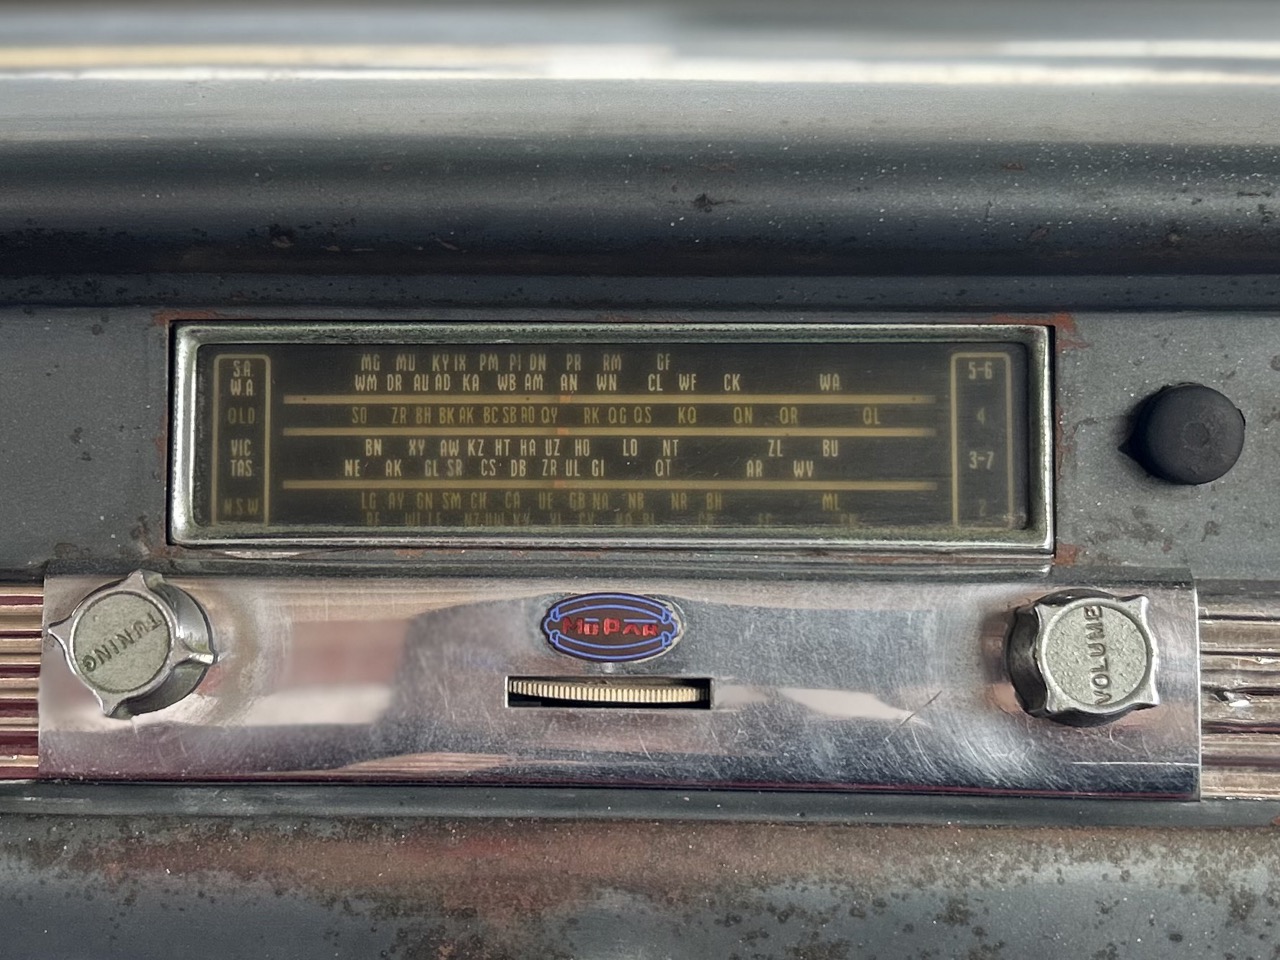 SA MG MU KY IX PM PI DN PR RM GF 5-6
WA WM DR AU AD KA WB AM AN WN CL WF CK WA
QLD SO ZR BH BK AK BC SB RO OY RK QG QS KQ QN QR QL 4
VIC BN XY AW KZ HT HA UZ HO LO NT ZL BU 3-7
TAS NE AK GL SR CS DB ZR UL GI QT AR WV
NSW LG AY GN SM CH CA UE GB NA NB NR BH ML 2
TUNING
MOPAR
VOLUME